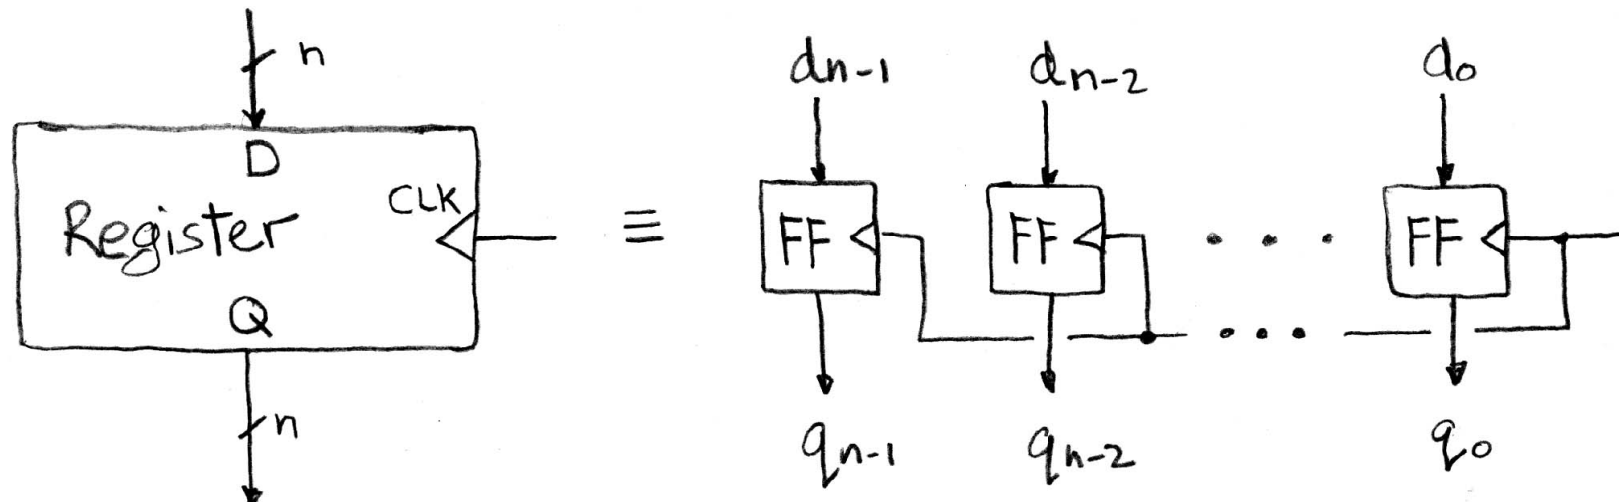 n
D
Register
CLK
Q
n
≡
dn-1
dn-2
d0
FF
FF
...
FF
...
qn-1
qn-2
q0